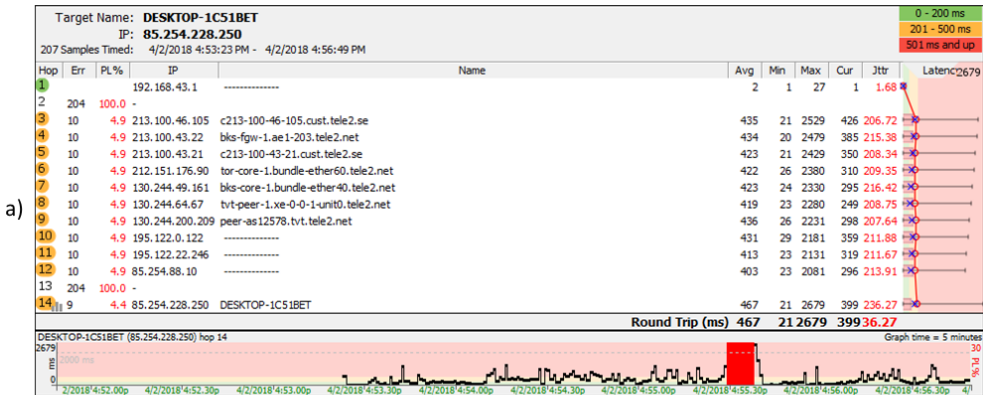 a)
Target Name: DESKTOP-1C51BET
IP: 85.254.228.250
207 Samples Timed: 4/2/2018 4:53:23 PM - 4/2/2018 4:56:49 PM
0 - 200 ms
201 - 500 ms
501 ms and up
Hop Err PL% IP Name Avg Min Max Cur Jttr Latenc 2679
1 192.168.43.1 -------------- 2 1 27 1 1.68
2 204 100.0 -
3 10 4.9 213.100.46.105 c213-100-46-105.cust.tele2.se 435 21 2529 426 206.72
4 10 4.9 213.100.43.22 bks-fgw-1.ae1-203.tele2.net 434 20 2479 385 215.38
5 10 4.9 213.100.43.21 c213-100-43-21.cust.tele2.se 423 21 2429 350 208.34
6 10 4.9 212.151.176.90 tor-core-1.bundle-ether60.tele2.net 422 26 2380 310 209.35
7 10 4.9 130.244.49.161 bks-core-1.bundle-ether40.tele2.net 423 24 2330 295 216.42
8 10 4.9 130.244.64.67 tvt-peer-1.xe-0-0-1-unit0.tele2.net 419 23 2280 249 208.75
9 10 4.9 130.244.200.209 peer-as12578.tvt.tele2.net 436 26 2231 298 207.64
10 10 4.9 195.122.0.122 -------------- 431 29 2181 359 211.88
11 10 4.9 195.122.22.246 -------------- 413 23 2131 319 211.67
12 10 4.9 85.254.88.10 -------------- 403 23 2081 296 213.91
13 204 100.0 -
14 9 4.4 85.254.228.250 DESKTOP-1C51BET 467 21 2679 399 236.27
Round Trip (ms) 467 21 2679 399 36.27
DESKTOP-1C51BET (85.254.228.250) hop 14 Graph time = 5 minutes
2679 30
2000 ms
ms PL%
0
2/2018 4:52.00p 4/2/2018 4:52.30p 4/2/2018 4:53.00p 4/2/2018 4:53.30p 4/2/2018 4:54.00p 4/2/2018 4:54.30p 4/2/2018 4:55.00p 4/2/2018 4:55.30p 4/2/2018 4:56.00p 4/2/2018 4:56.30p 4/